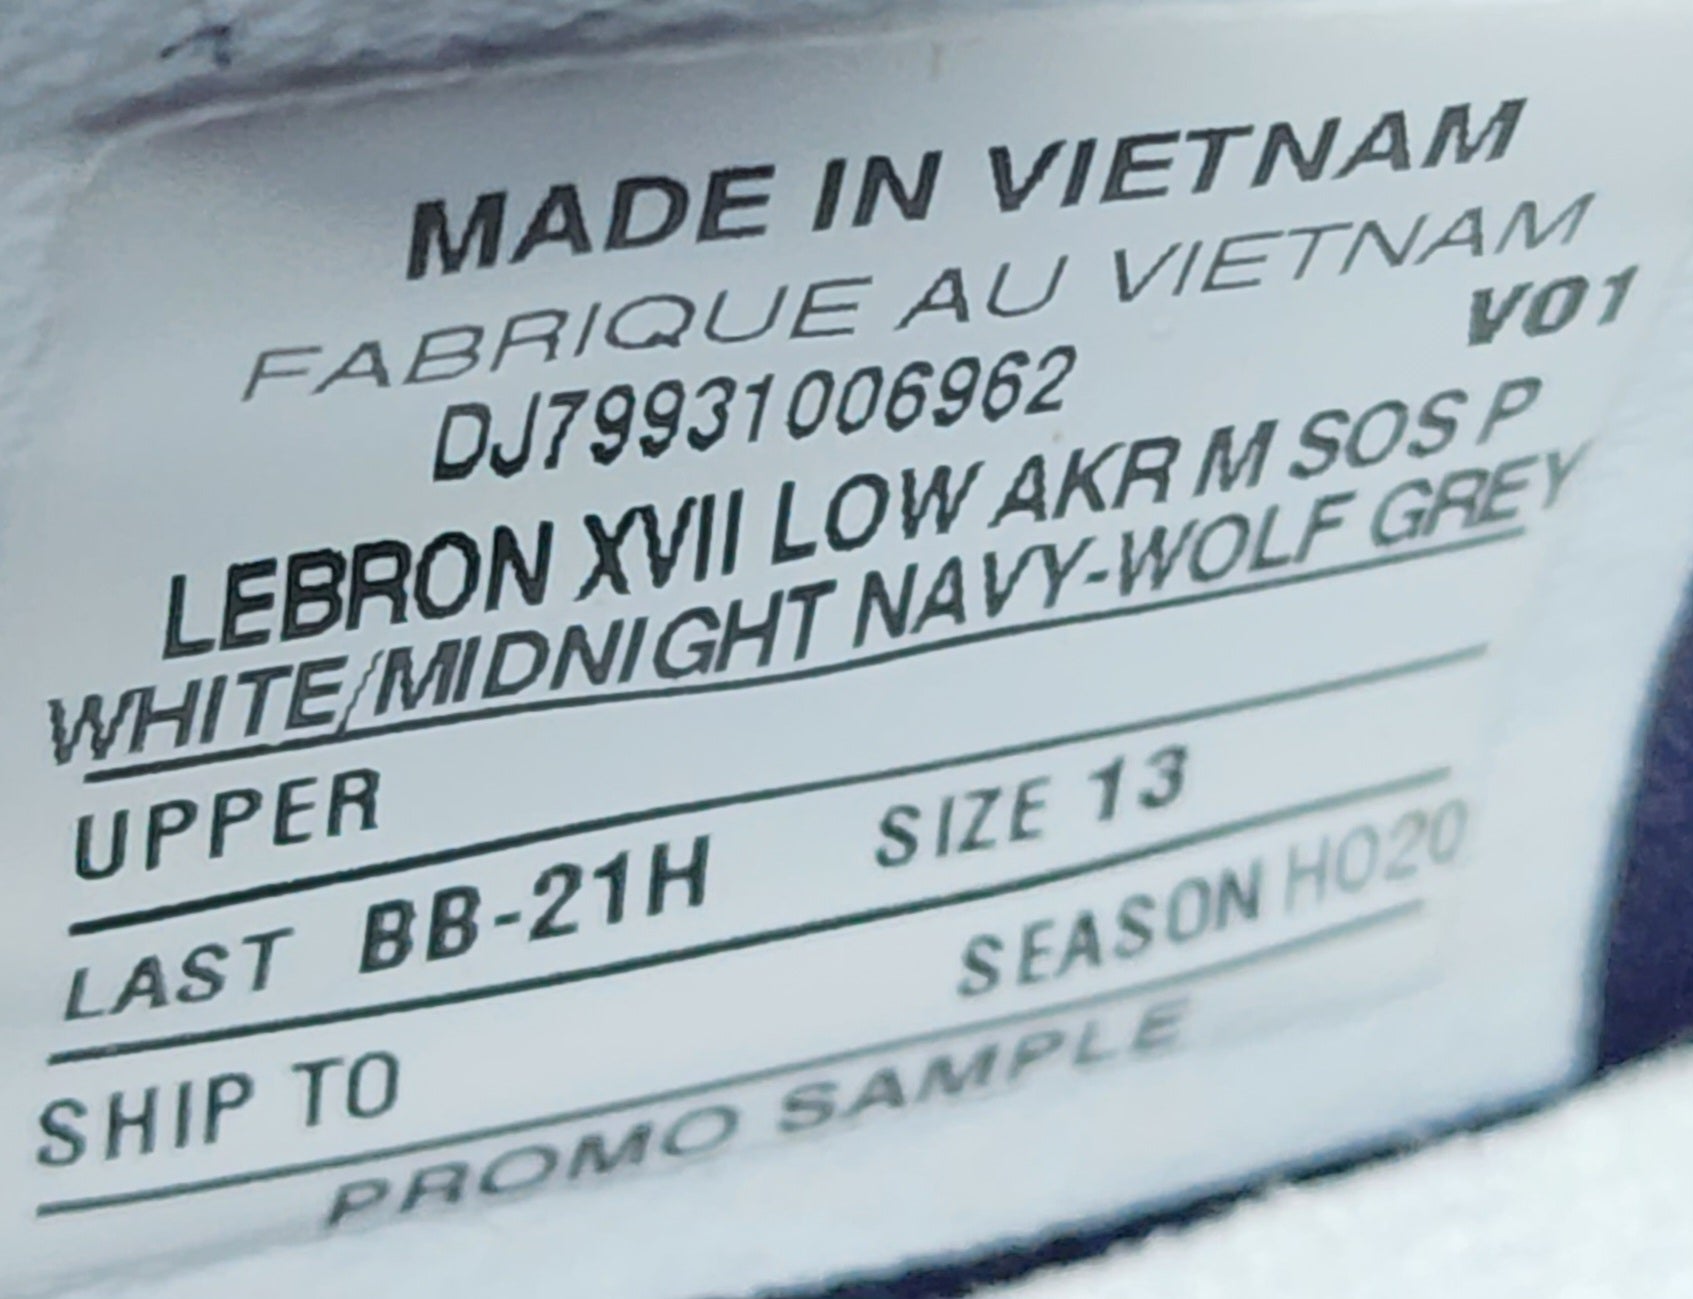 MADE IN VIETNAM
FABRIQUE AU VIETNAM
V01
DJ79931006962
LEBRON XVII LOW AKR M SOS P
WHITE/MIDNIGHT NAVY-WOLF GREY
UPPER
LAST BB-21H SIZE 13
SHIP TO SEASON HO20
PROMO SAMPLE